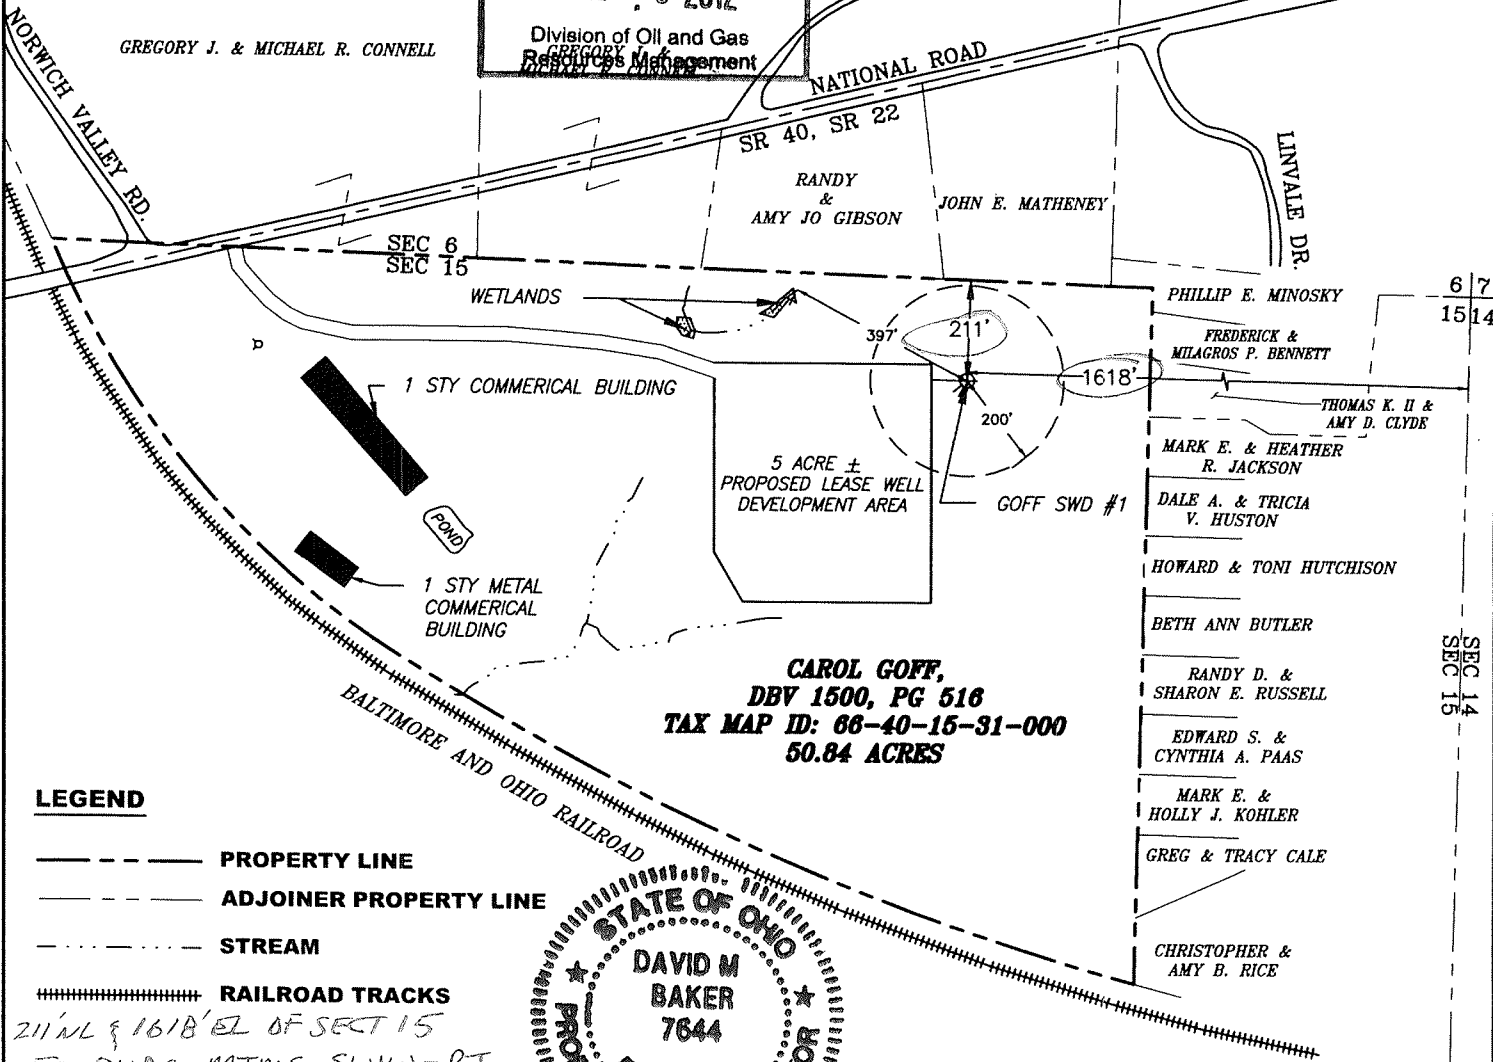 2012
Division of Oil and Gas
Resources Management
GREGORY J. &
GREGORY J. & MICHAEL R. CONNELL
NORWICH VALLEY RD.
NATIONAL ROAD
SR 40, SR 22
LINVALE DR.
RANDY
&
AMY JO GIBSON
JOHN E. MATHENEY
SEC 6
SEC 15
WETLANDS
397'
211'
1618'
200'
PHILLIP E. MINOSKY
6 7
15 14
FREDERICK &
MILAGROS P. BENNETT
THOMAS K. II &
AMY D. CLYDE
1 STY COMMERICAL BUILDING
5 ACRE ±
PROPOSED LEASE WELL
DEVELOPMENT AREA
GOFF SWD #1
MARK E. & HEATHER
R. JACKSON
DALE A. & TRICIA
V. HUSTON
POND
1 STY METAL
COMMERICAL
BUILDING
HOWARD & TONI HUTCHISON
BETH ANN BUTLER
RANDY D. &
SHARON E. RUSSELL
SEC 14
SEC 15
EDWARD S. &
CYNTHIA A. PAAS
MARK E. &
HOLLY J. KOHLER
GREG & TRACY CALE
CHRISTOPHER &
AMY B. RICE
CAROL GOFF,
DBV 1500, PG 516
TAX MAP ID: 66-40-15-31-000
50.84 ACRES
BALTIMORE AND OHIO RAILROAD
LEGEND
PROPERTY LINE
ADJOINER PROPERTY LINE
STREAM
RAILROAD TRACKS
211'NL & 1618'EL OF SECT 15
STATE OF OHIO
DAVID M
BAKER
7644